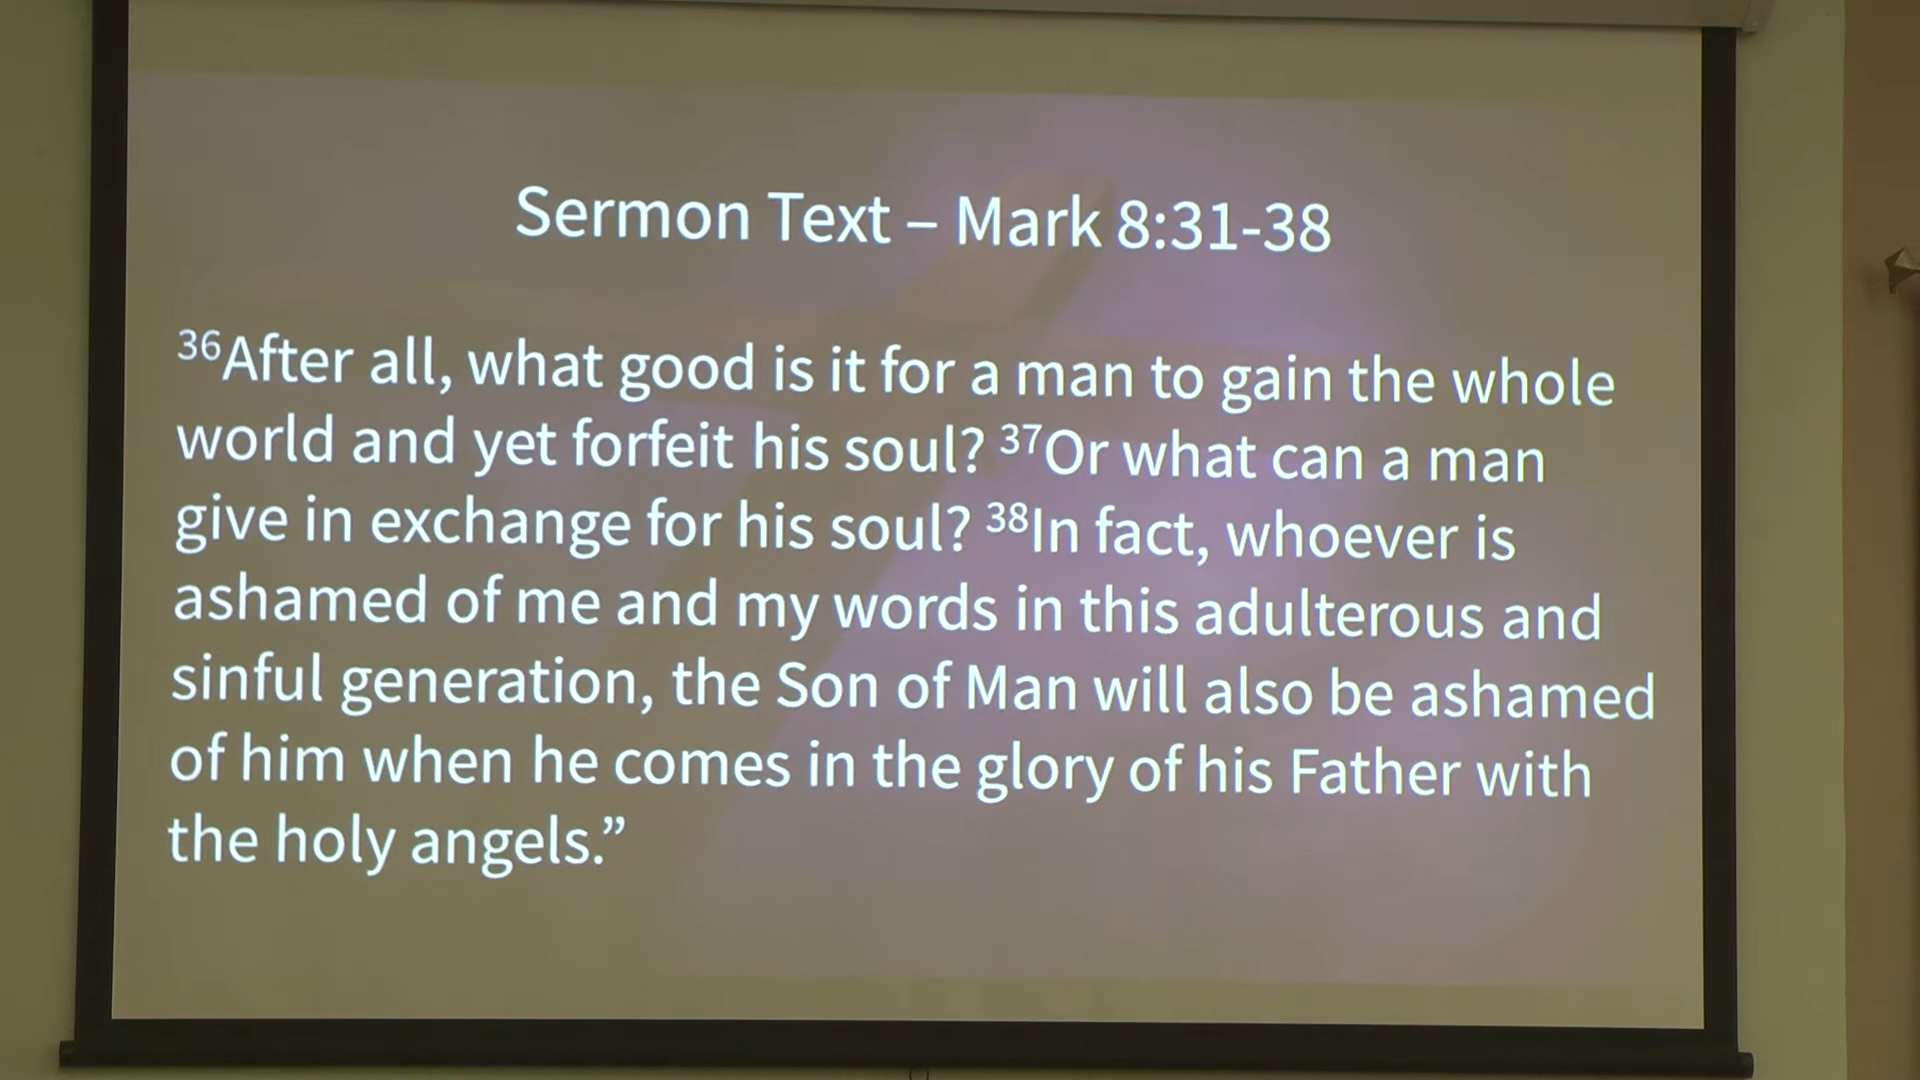 Sermon Text – Mark 8:31-38
36After all, what good is it for a man to gain the whole
world and yet forfeit his soul? 37Or what can a man
give in exchange for his soul? 38In fact, whoever is
ashamed of me and my words in this adulterous and
sinful generation, the Son of Man will also be ashamed
of him when he comes in the glory of his Father with
the holy angels.”